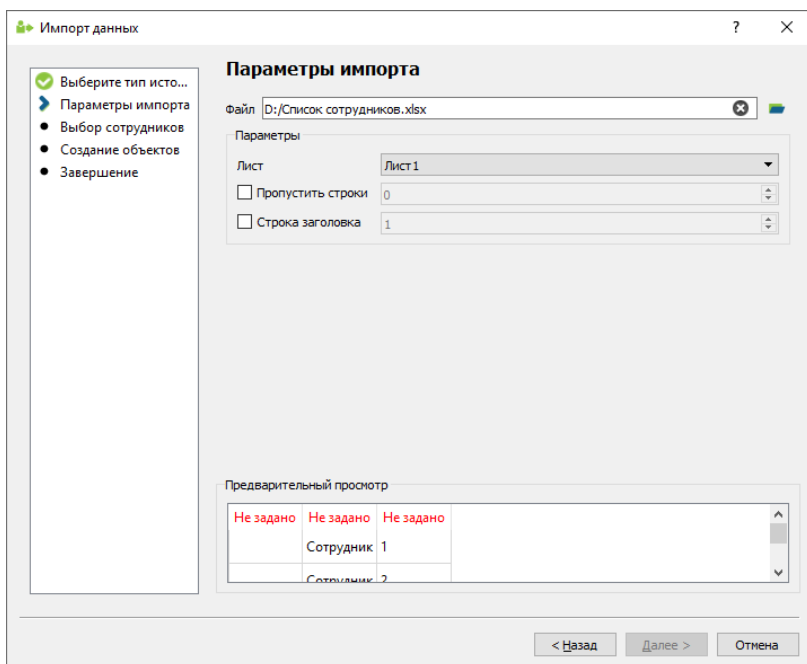 Импорт данных
?
Выберите тип исто...
Параметры импорта
Выбор сотрудников
Создание объектов
Завершение
Параметры импорта
Файл D:/Список сотрудников.xlsx
Параметры
Лист Лист1
Пропустить строки 0
Строка заголовка 1
Предварительный просмотр
Не задано Не задано Не задано
Сотрудник 1
Сотрудник 2
< Назад Далее > Отмена